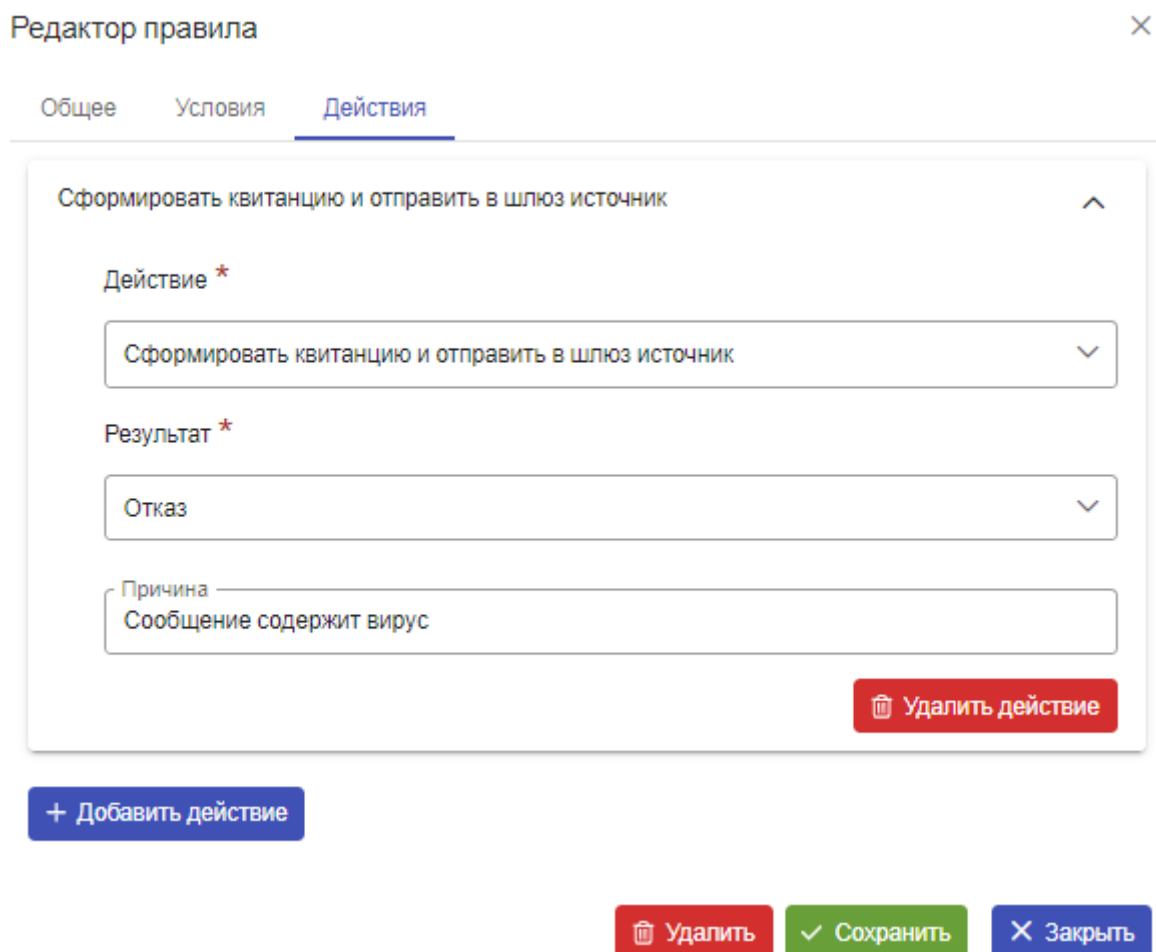 Редактор правила
Общее Условия Действия
Сформировать квитанцию и отправить в шлюз источник
Действие *
Сформировать квитанцию и отправить в шлюз источник
Результат *
Отказ
Причина
Сообщение содержит вирус
Удалить действие
+ Добавить действие
Удалить Сохранить Закрыть